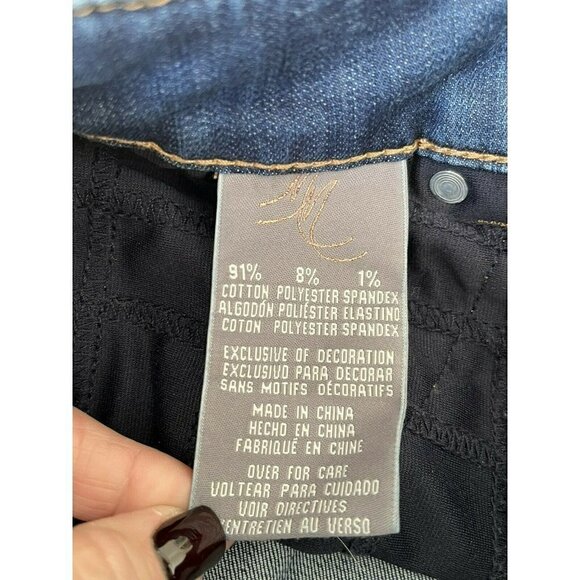 91% 8% 1%
COTTON POLYESTER SPANDEX
ALGODÓN POLIÉSTER ELASTINO
COTON POLYESTER SPANDEX
EXCLUSIVE OF DECORATION
EXCLUSIVO PARA DECORAR
SANS MOTIFS DÉCORATIFS
MADE IN CHINA
HECHO EN CHINA
FABRIQUÉ EN CHINE
OVER FOR CARE
VOLTEAR PARA CUIDADO
VOIR DIRECTIVES
ENTRETIEN AU VERSO